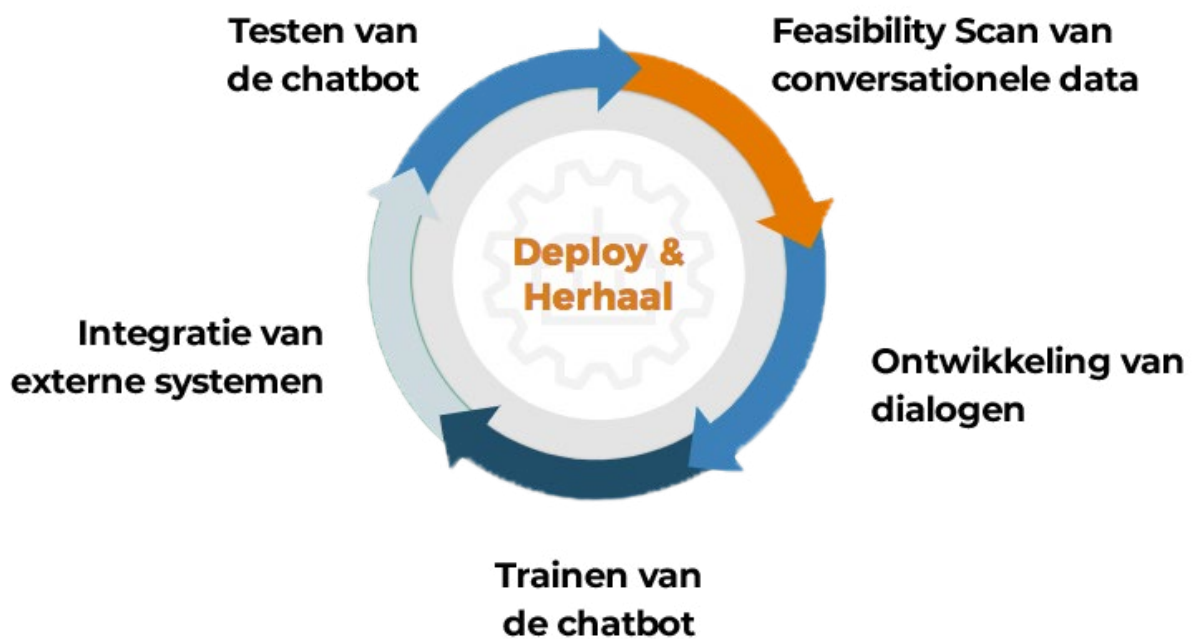 Testen van
de chatbot
Feasibility Scan van
conversationele data
Deploy &
Herhaal
Integratie van
externe systemen
Ontwikkeling van
dialogen
Trainen van
de chatbot